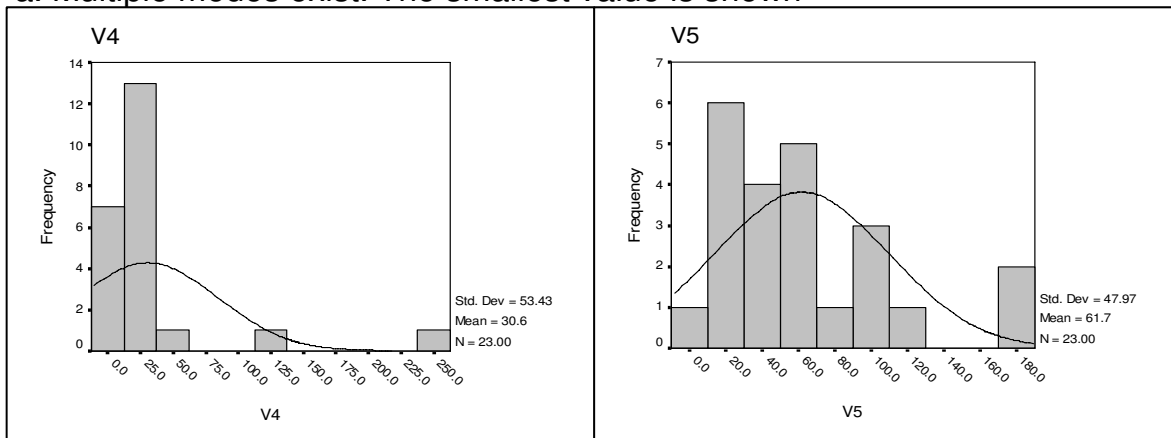 a. Multiple modes exist. The smallest value is shown
V4
14
12
10
8
6
4
2
0
Frequency
0.0
25.0
50.0
75.0
100.0
125.0
150.0
175.0
200.0
225.0
250.0
V4
Std. Dev = 53.43
Mean = 30.6
N = 23.00
V5
7
6
5
4
3
2
1
0
Frequency
0.0
20.0
40.0
60.0
80.0
100.0
120.0
140.0
160.0
180.0
V5
Std. Dev = 47.97
Mean = 61.7
N = 23.00